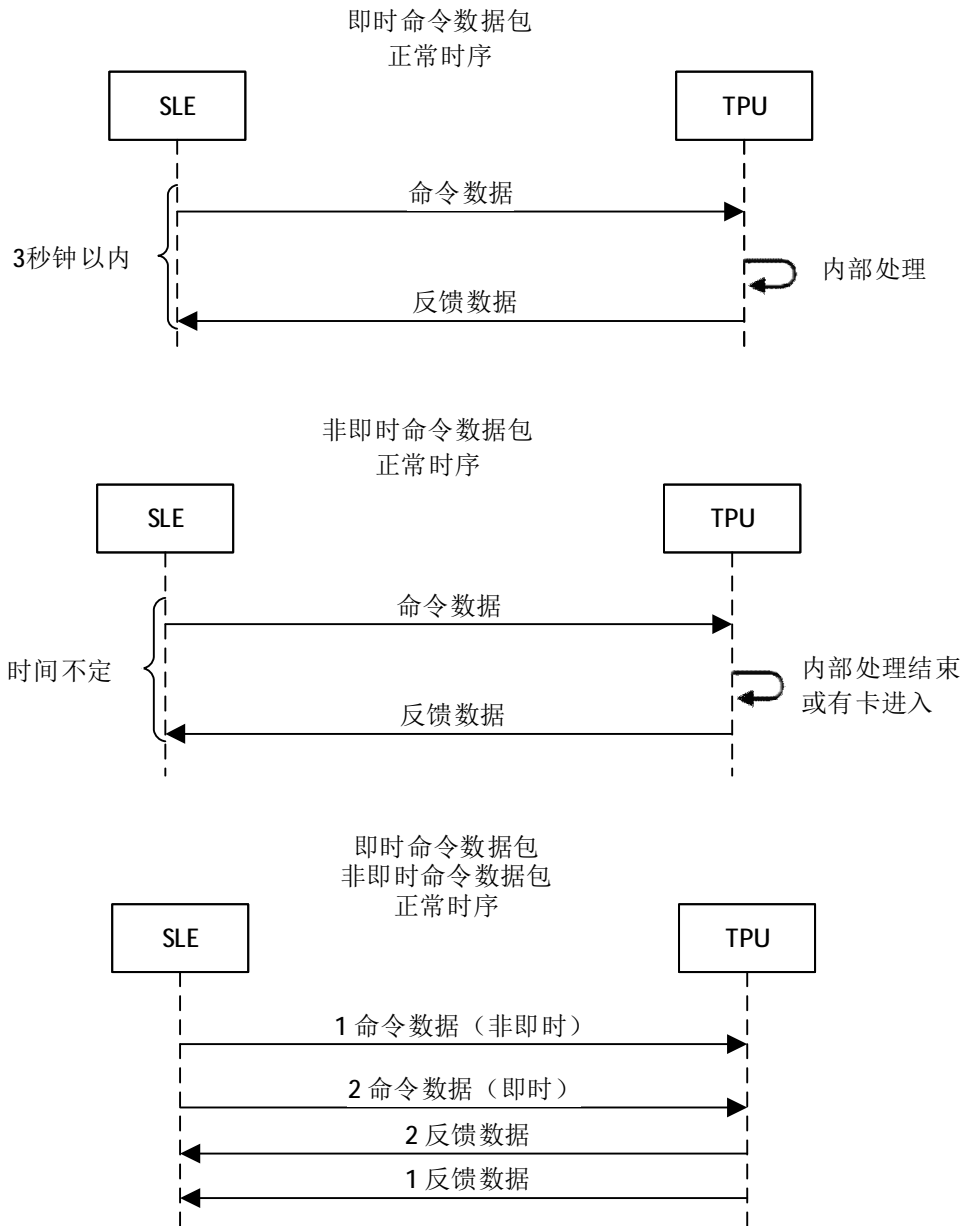 即时命令数据包
正常时序
SLE
TPU
命令数据
3秒钟以内
内部处理
反馈数据
非即时命令数据包
正常时序
SLE
TPU
命令数据
时间不定
内部处理结束
或有卡进入
反馈数据
即时命令数据包
非即时命令数据包
正常时序
SLE
TPU
1 命令数据（非即时）
2 命令数据（即时）
2 反馈数据
1 反馈数据